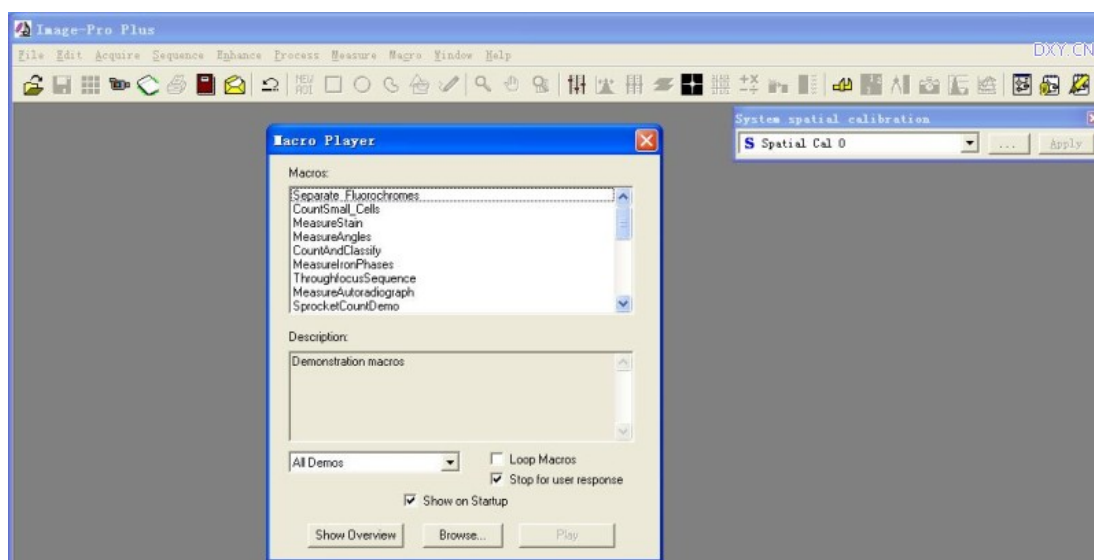 Image-Pro Plus
File Edit Acquire Sequence Enhance Process Measure Macro Window Help
DXY.CN
NEW AOI
System spatial calibration
S Spatial Cal 0
... Apply
Macro Player
Macros:
Separate_Fluorochromes
CountSmall_Cells
MeasureStain
MeasureAngles
CountAndClassify
MeasureIronPhases
ThroughfocusSequence
MeasureAutoradiograph
SprocketCountDemo
Description:
Demonstration macros
All Demos
Loop Macros
Stop for user response
Show on Startup
Show Overview Browse... Play